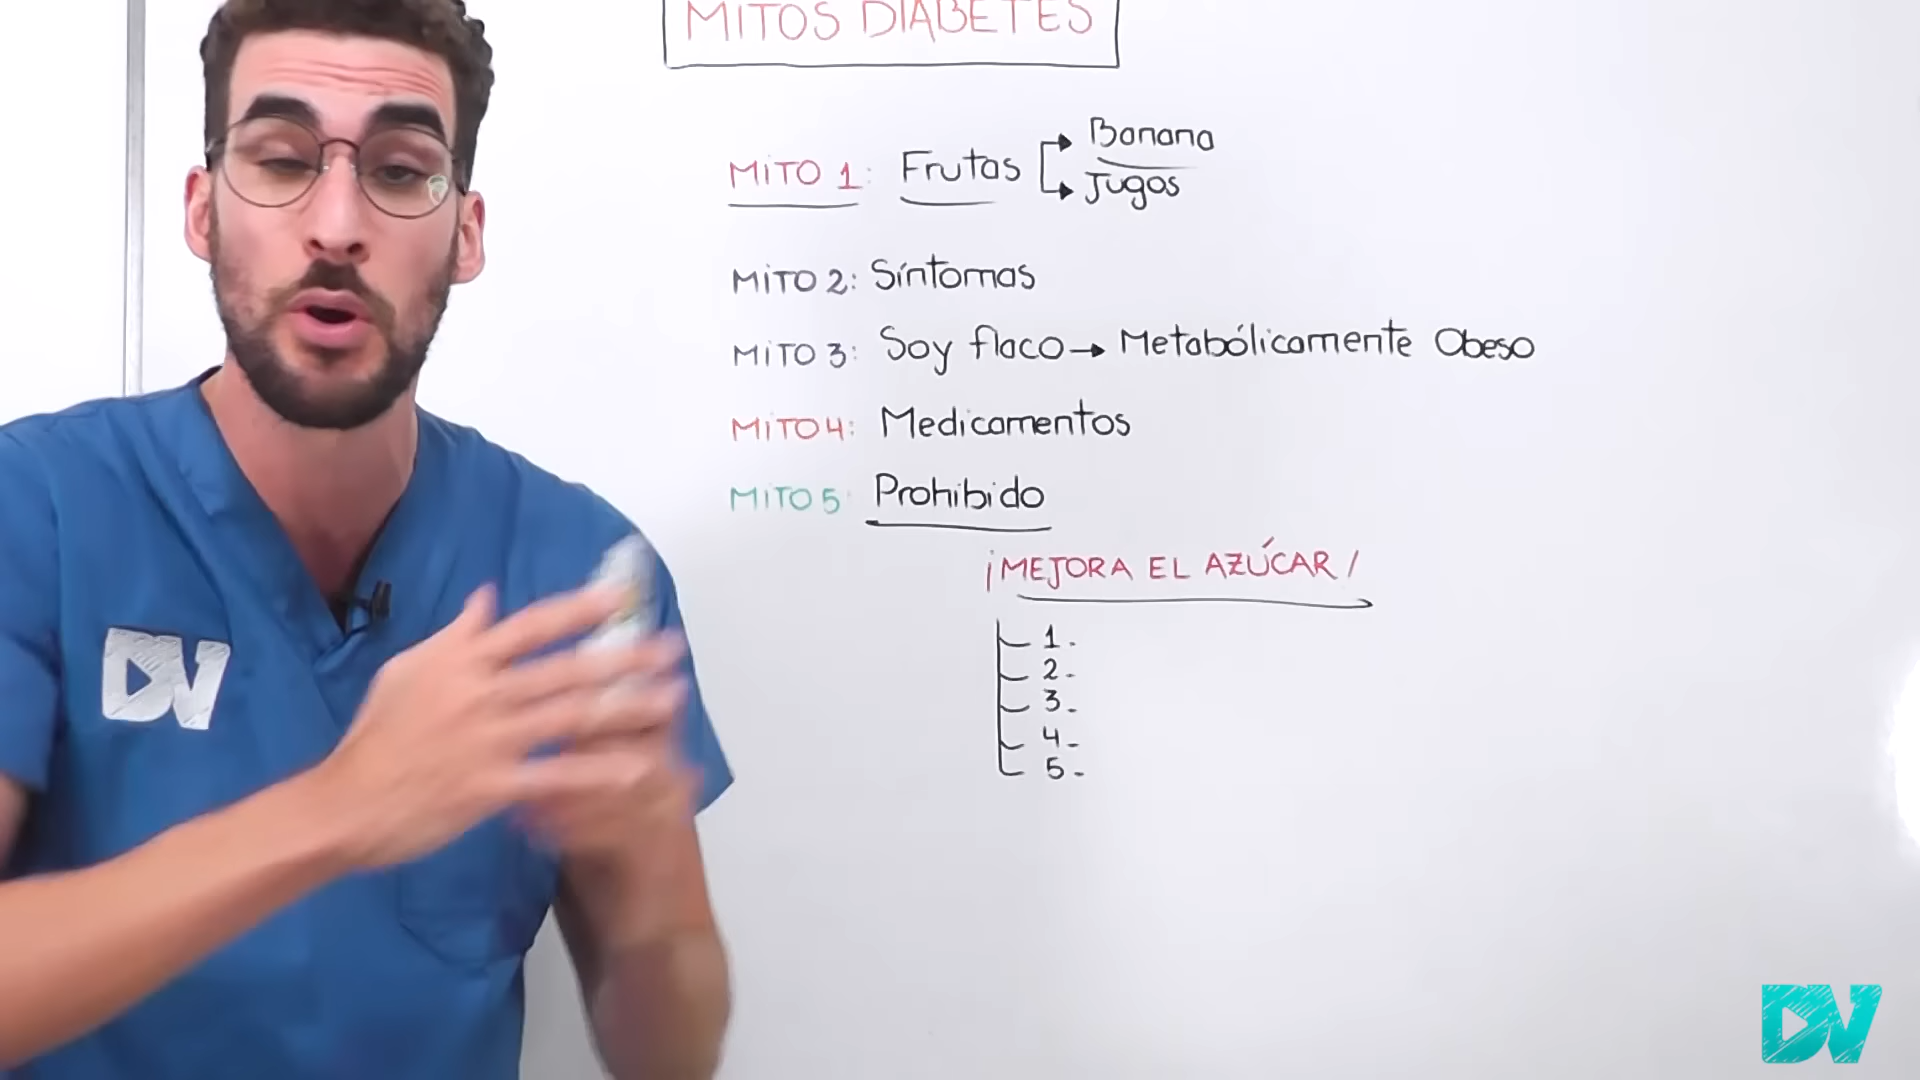 MITOS DIABETES
MITO 1: Frutas
Banana
Jugos
MITO 2: Síntomas
MITO 3: Soy flaco → Metabólicamente Obeso
MITO 4: Medicamentos
MITO 5: Prohibido
¡MEJORA EL AZÚCAR!
1.
2.
3.
4-
5-
DV
DV